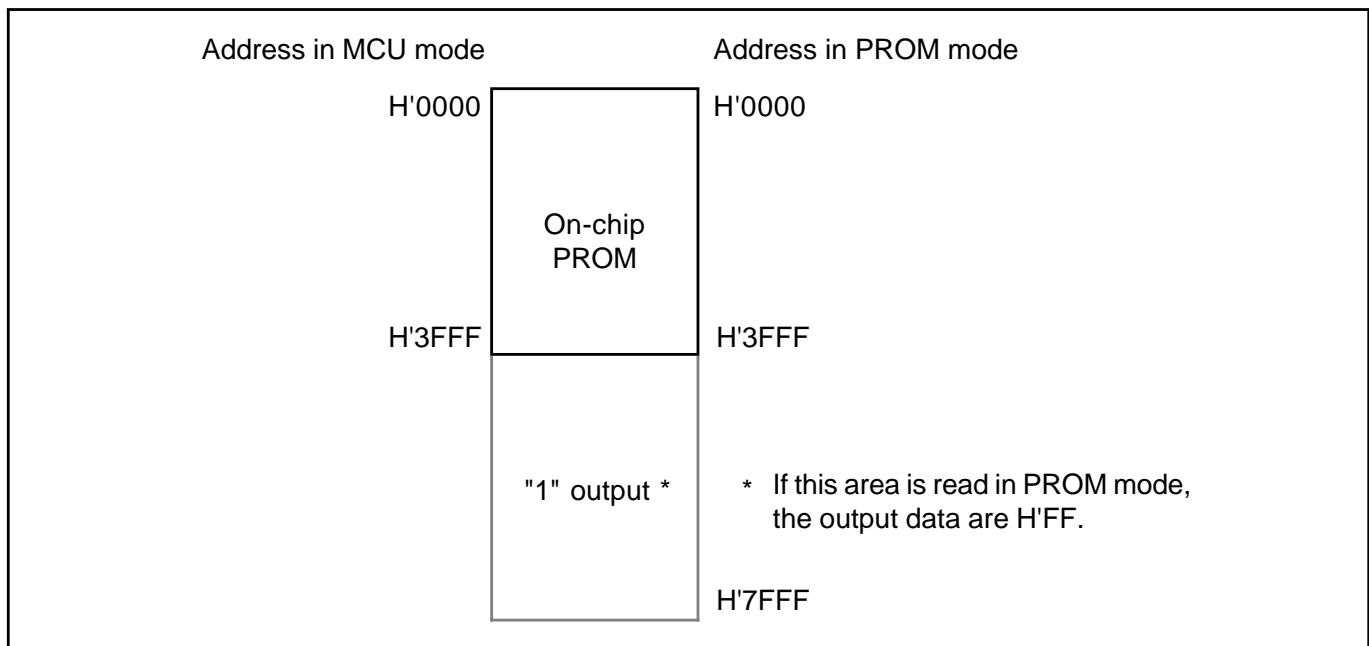 Address in MCU mode
Address in PROM mode
H'0000
H'0000
On-chip
PROM
H'3FFF
H'3FFF
"1" output *
* If this area is read in PROM mode,
the output data are H'FF.
H'7FFF